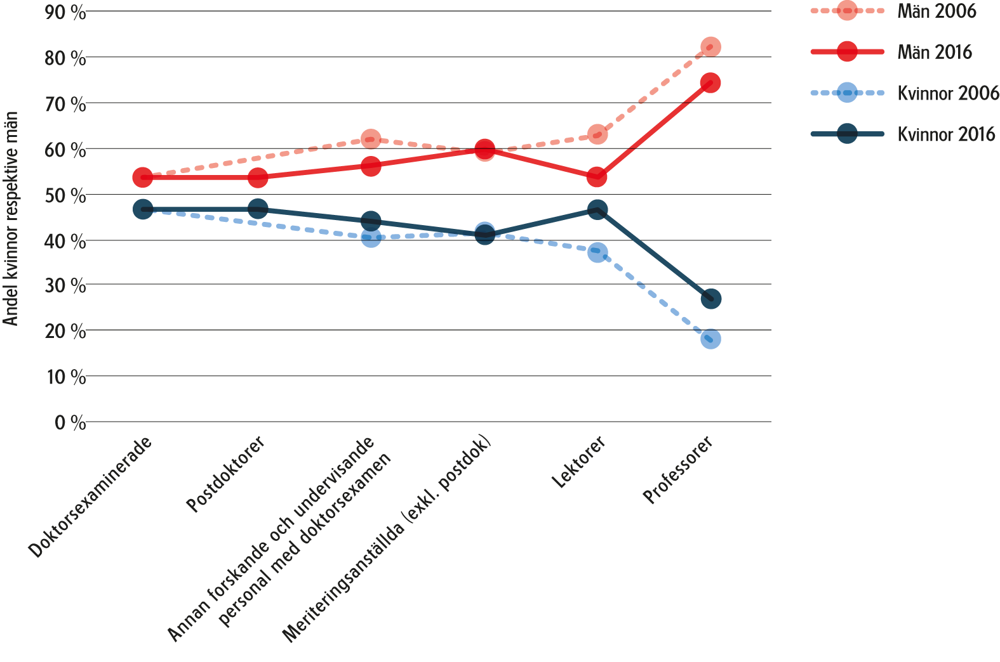 90 %
80 %
70 %
60 %
50 %
40 %
30 %
20 %
10 %
0 %
Andel kvinnor respektive män
Doktorsexaminerade
Postdoktorer
Annan forskande och undervisande
personal med doktorsexamen
Meriteringsanställda (exkl. postdok)
Lektorer
Professorer
Män 2006
Män 2016
Kvinnor 2006
Kvinnor 2016